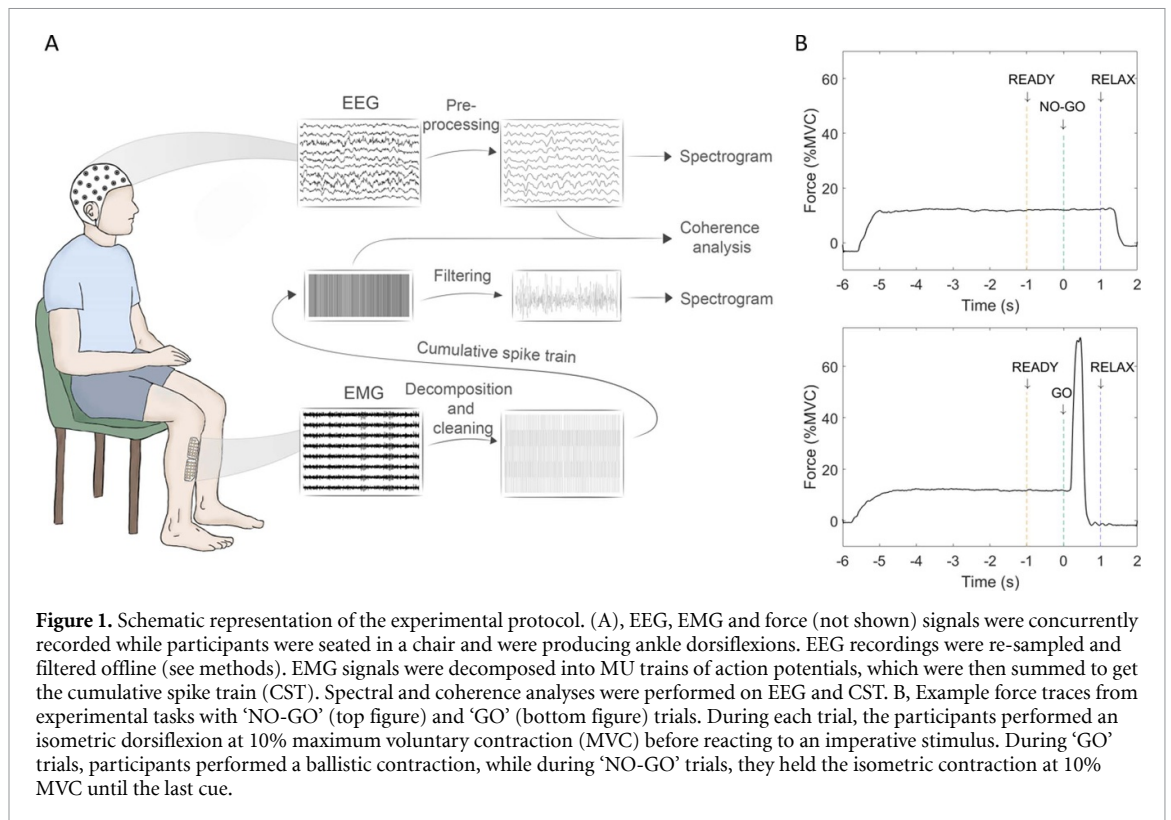 A
EEG
Pre-
processing
Spectrogram
Coherence
analysis
Filtering
Spectrogram
Cumulative spike train
EMG
Decomposition
and
cleaning
B
60
40
20
0
Force (%MVC)
READY
NO-GO
RELAX
-6 -5 -4 -3 -2 -1 0 1 2
Time (s)
60
40
20
0
Force (%MVC)
READY
GO
RELAX
-6 -5 -4 -3 -2 -1 0 1 2
Time (s)
Figure 1. Schematic representation of the experimental protocol. (A), EEG, EMG and force (not shown) signals were concurrently
recorded while participants were seated in a chair and were producing ankle dorsiflexions. EEG recordings were re-sampled and
filtered offline (see methods). EMG signals were decomposed into MU trains of action potentials, which were then summed to get
the cumulative spike train (CST). Spectral and coherence analyses were performed on EEG and CST. B, Example force traces from
experimental tasks with ‘NO-GO’ (top figure) and ‘GO’ (bottom figure) trials. During each trial, the participants performed an
isometric dorsiflexion at 10% maximum voluntary contraction (MVC) before reacting to an imperative stimulus. During ‘GO’
trials, participants performed a ballistic contraction, while during ‘NO-GO’ trials, they held the isometric contraction at 10%
MVC until the last cue.